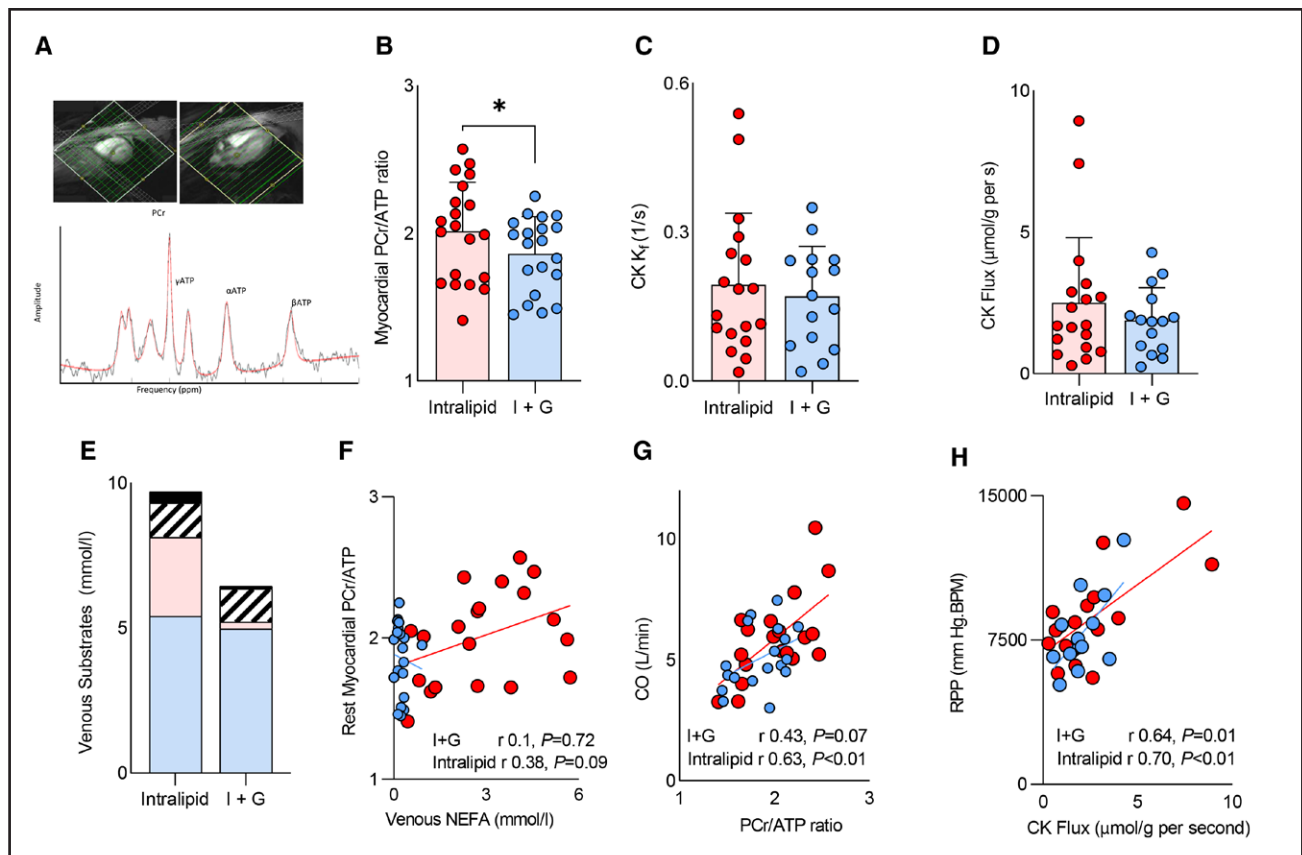 A
PCr
γATP
αATP
βATP
Amplitude
Frequency (ppm)
B
*
3
2
1
Myocardial PCr/ATP ratio
Intralipid
I + G
C
0.6
0.3
0.0
CK Kf (1/s)
Intralipid
I + G
D
10
5
0
CK Flux (μmol/g per s)
Intralipid
I + G
E
10
5
0
Venous Substrates (mmol/l)
Intralipid
I + G
F
3
2
1
Rest Myocardial PCr/ATP
I+G r 0.1, P=0.72
Intralipid r 0.38, P=0.09
0 3 6
Venous NEFA (mmol/l)
G
10
5
0
CO (L/min)
I+G r 0.43, P=0.07
Intralipid r 0.63, P<0.01
1 2 3
PCr/ATP ratio
H
15000
7500
0
RPP (mm Hg.BPM)
I+G r 0.64, P=0.01
Intralipid r 0.70, P<0.01
0 5 10
CK Flux (μmol/g per second)